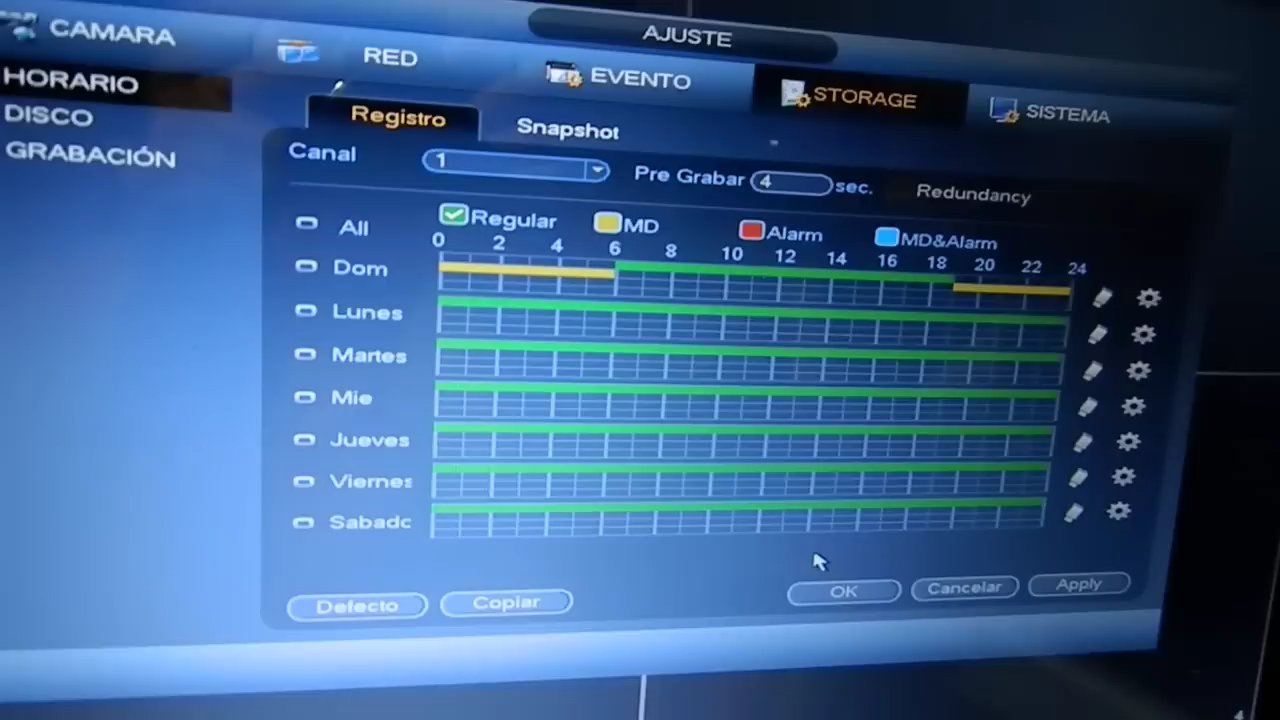 AJUSTE
CAMARA
RED
EVENTO
STORAGE
SISTEMA
HORARIO
DISCO
GRABACIÓN
Registro
Snapshot
Canal 1 Pre Grabar 4 sec. Redundancy
All Regular MD Alarm MD&Alarm
0 2 4 6 8 10 12 14 16 18 20 22 24
Dom
Lunes
Martes
Mie
Jueves
Viernes
Sabado
Defecto Copiar OK Cancelar Apply